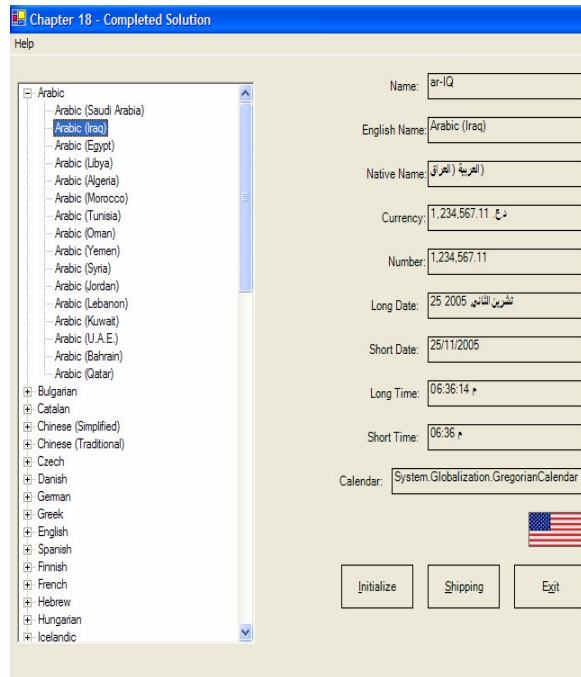 Chapter 18 - Completed Solution
Help
Arabic
Arabic (Saudi Arabia)
Arabic (Iraq)
Arabic (Egypt)
Arabic (Libya)
Arabic (Algeria)
Arabic (Morocco)
Arabic (Tunisia)
Arabic (Oman)
Arabic (Yemen)
Arabic (Syria)
Arabic (Jordan)
Arabic (Lebanon)
Arabic (Kuwait)
Arabic (U.A.E.)
Arabic (Bahrain)
Arabic (Qatar)
Bulgarian
Catalan
Chinese (Simplified)
Chinese (Traditional)
Czech
Danish
German
Greek
English
Spanish
Finnish
French
Hebrew
Hungarian
Icelandic
Name: ar-IQ
English Name: Arabic (Iraq)
Native Name: العربية (العراق)
Currency: د.ع. 1,234,567.11
Number: 1,234,567.11
Long Date: 25 تشرين الثاني, 2005
Short Date: 25/11/2005
Long Time: 06:36:14 م
Short Time: 06:36 م
Calendar: System.Globalization.GregorianCalendar
Initialize
Shipping
Exit